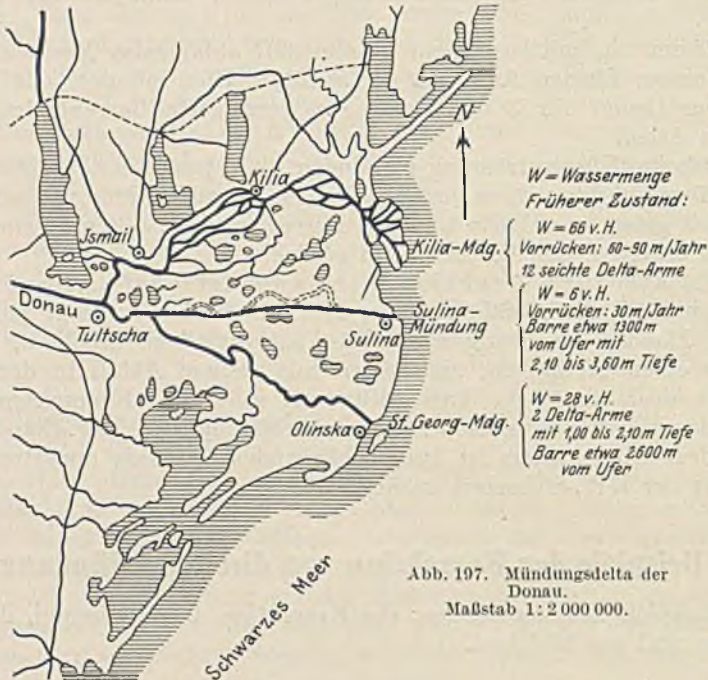 N
W = Wassermenge
Früherer Zustand:
Kilia
Jsmail
Kilia-Mdg.
W = 66 v. H.
Vorrücken: 60-90 m/Jahr
12 seichte Delta-Arme
Donau
Tultscha
Sulina-
Mündung
Sulina
W = 6 v. H.
Vorrücken: 30 m/Jahr
Barre etwa 1300 m
vom Ufer mit
2,10 bis 3,60 m Tiefe
Olinska
St. Georg-Mdg.
W = 28 v. H.
2 Delta-Arme
mit 1,00 bis 2,10 m Tiefe
Barre etwa 2600 m
vom Ufer
Schwarzes Meer
Abb. 197. Mündungsdelta der
Donau.
Maßstab 1 : 2 000 000.